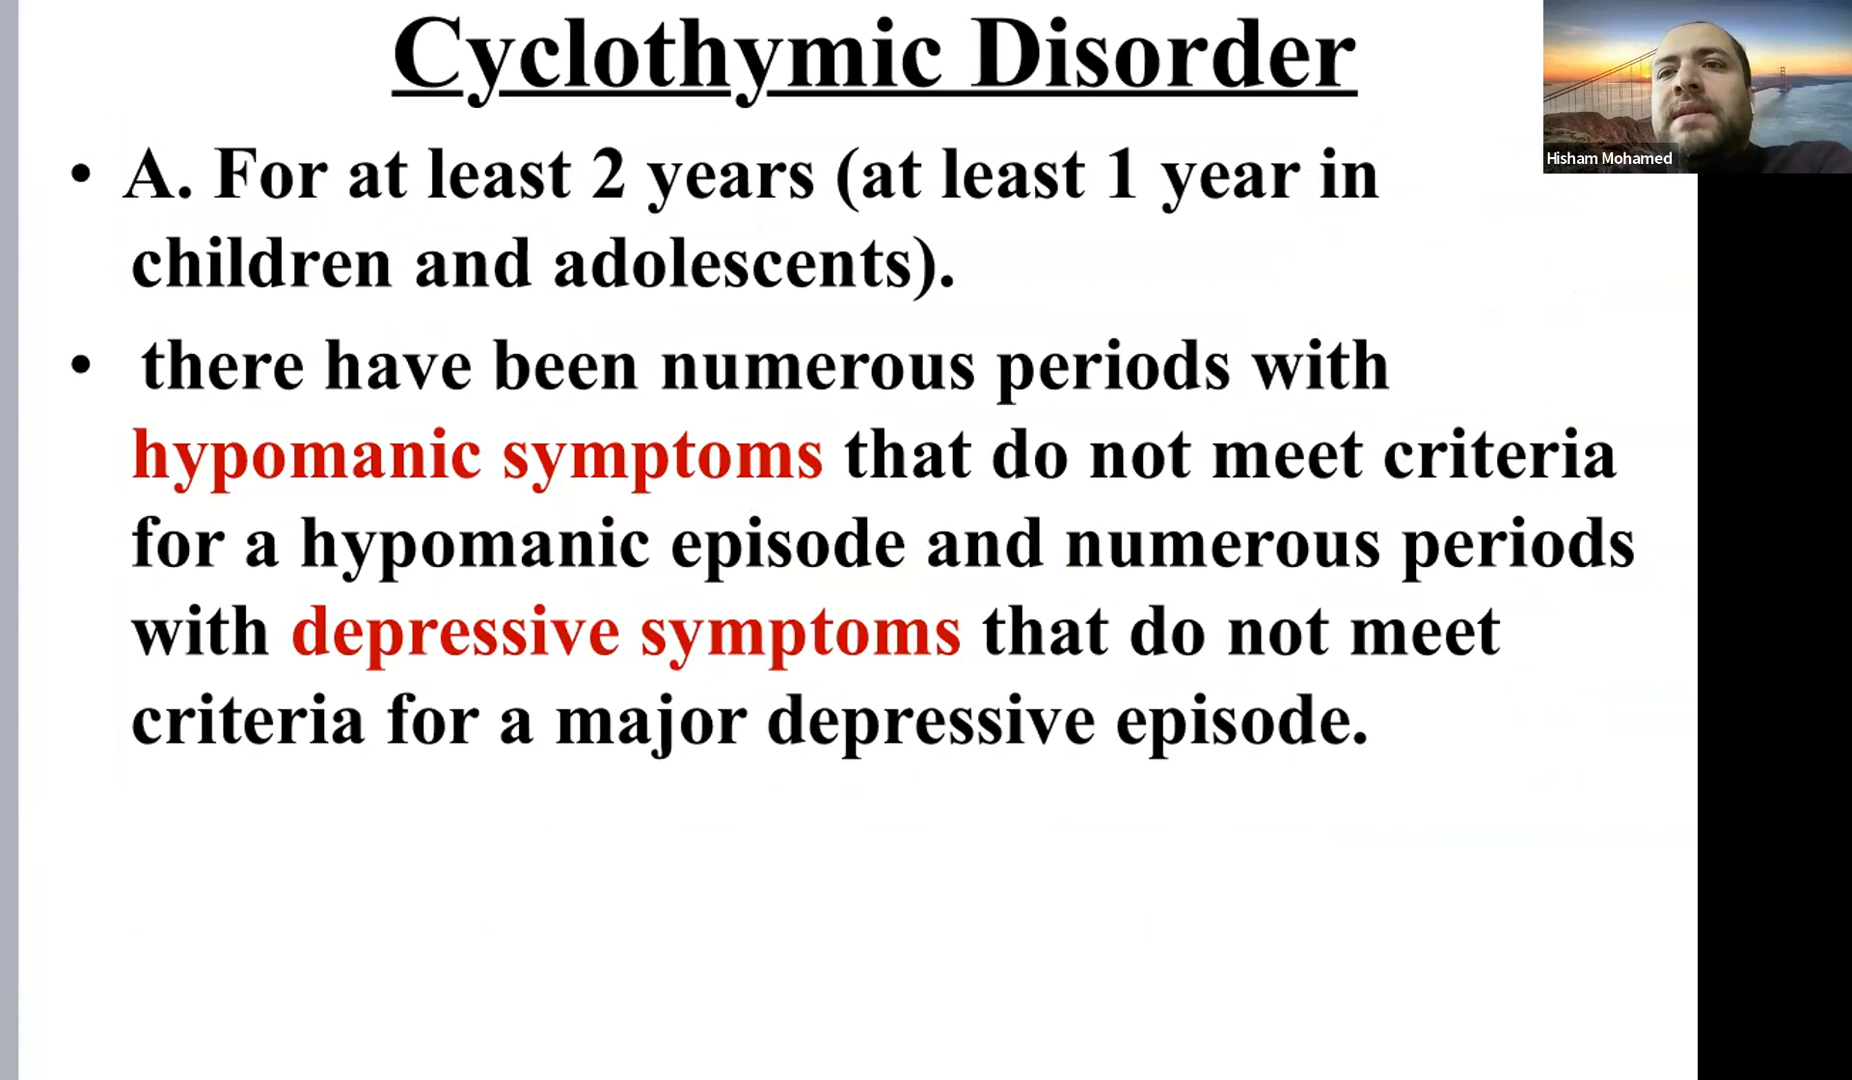 Cyclothymic Disorder
• A. For at least 2 years (at least 1 year in
children and adolescents).
• there have been numerous periods with
hypomanic symptoms that do not meet criteria
for a hypomanic episode and numerous periods
with depressive symptoms that do not meet
criteria for a major depressive episode.
Hisham Mohamed